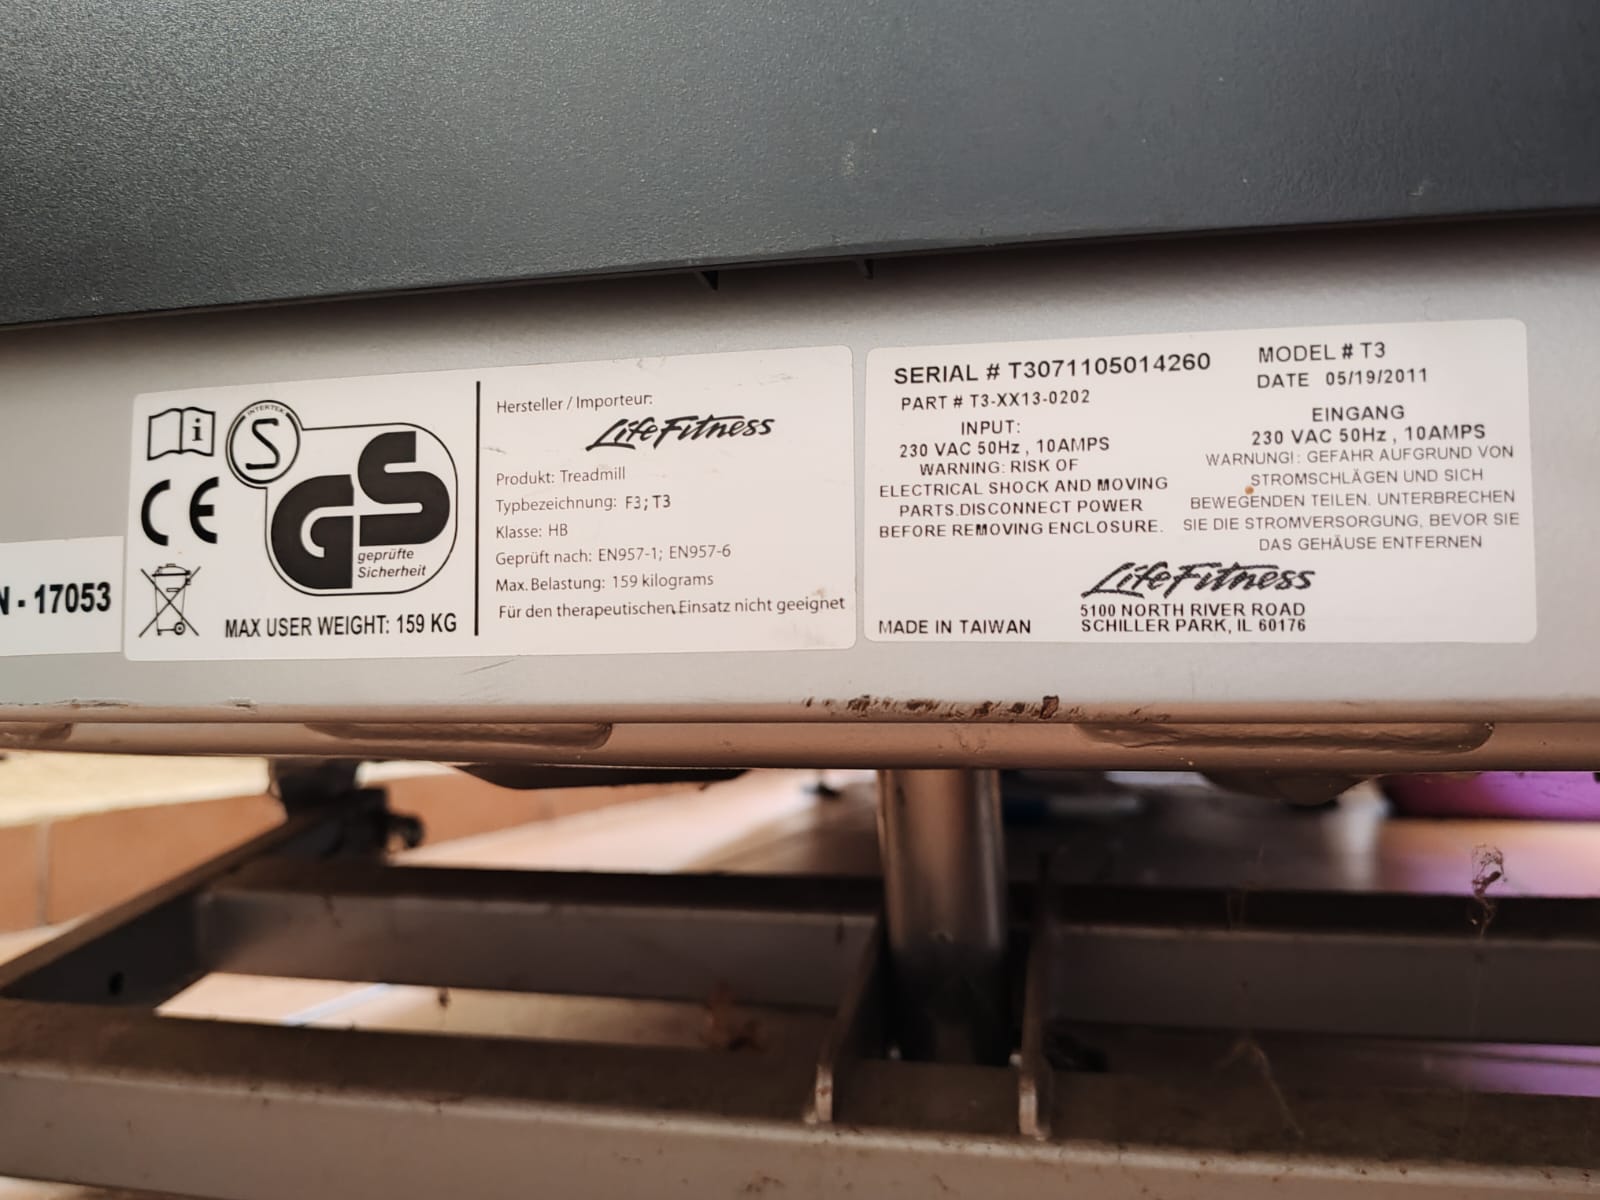 N - 17053
i
INTERTEK
S
CE
GS
geprüfte
Sicherheit
MAX USER WEIGHT: 159 KG
Hersteller / Importeur:
LifeFitness
Produkt: Treadmill
Typbezeichnung: F3; T3
Klasse: HB
Geprüft nach: EN957-1; EN957-6
Max. Belastung: 159 kilograms
Für den therapeutischen Einsatz nicht geeignet
SERIAL # T3071105014260
PART # T3-XX13-0202
INPUT:
230 VAC 50Hz , 10AMPS
WARNING: RISK OF
ELECTRICAL SHOCK AND MOVING
PARTS.DISCONNECT POWER
BEFORE REMOVING ENCLOSURE.
MODEL # T3
DATE 05/19/2011
EINGANG
230 VAC 50Hz , 10AMPS
WARNUNG!: GEFAHR AUFGRUND VON
STROMSCHLÄGEN UND SICH
BEWEGENDEN TEILEN. UNTERBRECHEN
SIE DIE STROMVERSORGUNG, BEVOR SIE
DAS GEHÄUSE ENTFERNEN
LifeFitness
5100 NORTH RIVER ROAD
SCHILLER PARK, IL 60176
MADE IN TAIWAN